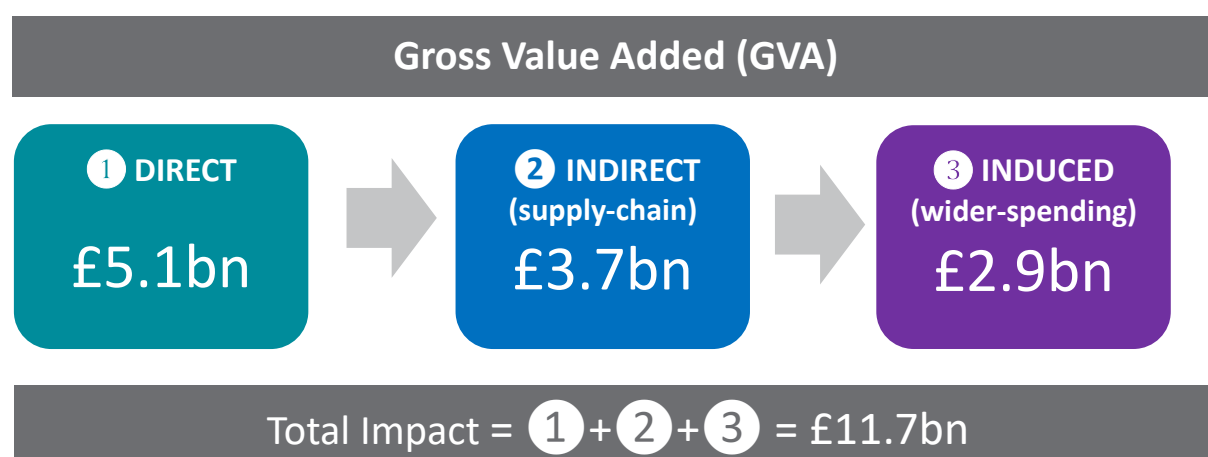 Gross Value Added (GVA)
1 DIRECT
£5.1bn
2 INDIRECT
(supply-chain)
£3.7bn
3 INDUCED
(wider-spending)
£2.9bn
Total Impact = 1+2+3 = £11.7bn